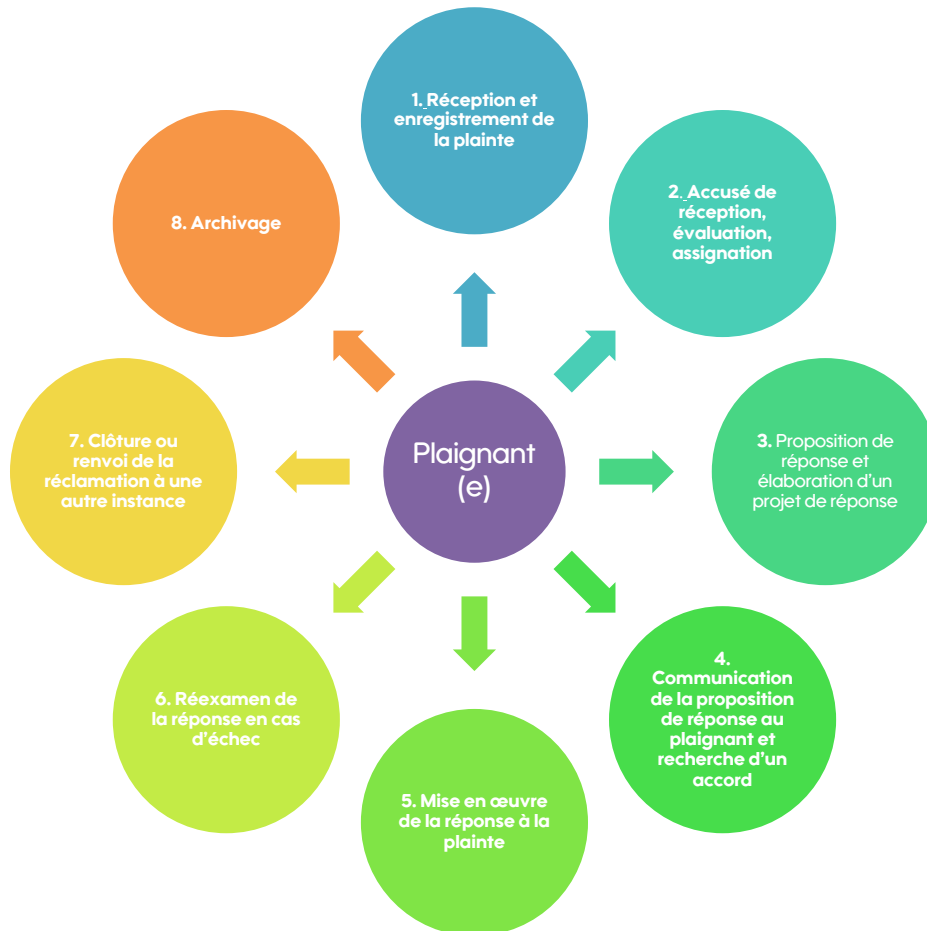 1. Réception et
enregistrement de
la plainte
2. Accusé de
réception,
évaluation,
assignation
3. Proposition de
réponse et
élaboration d’un
projet de réponse
4.
Communication
de la proposition
de réponse au
plaignant et
recherche d’un
accord
5. Mise en œuvre
de la réponse à la
plainte
6. Réexamen de
la réponse en cas
d’échec
7. Clôture ou
renvoi de la
réclamation à une
autre instance
8. Archivage
Plaignant
(e)